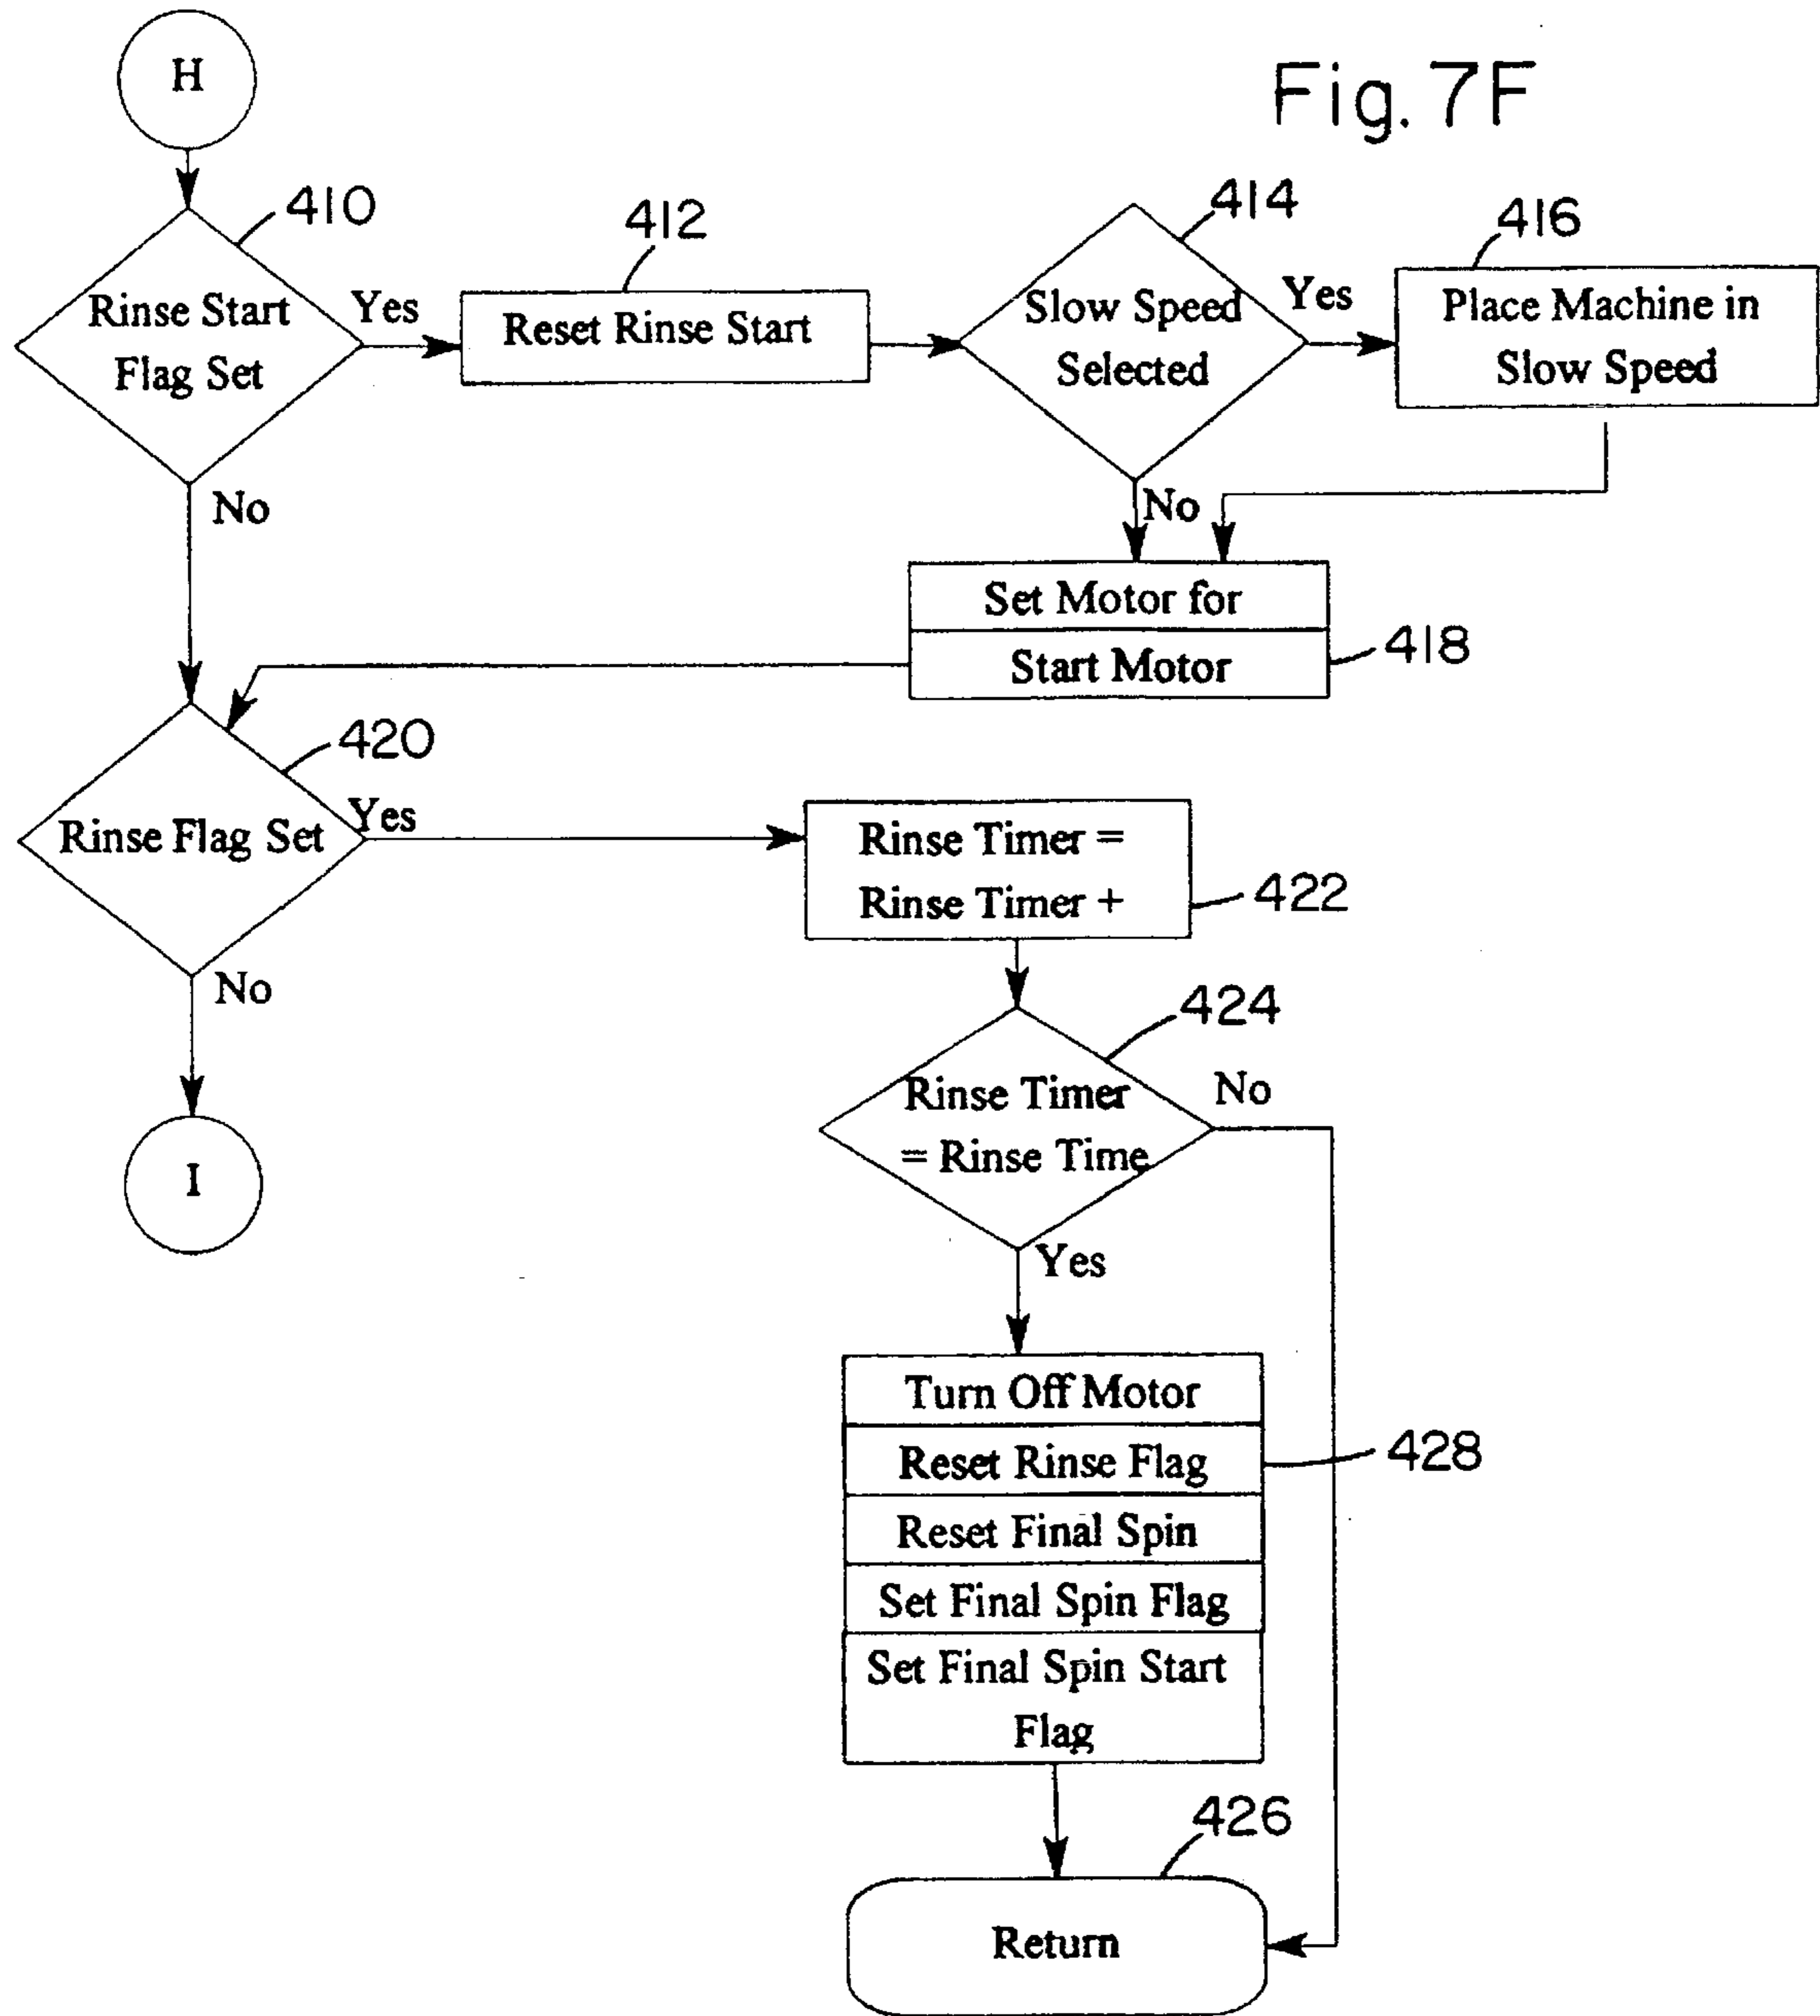 H
Fig. 7F
410
412
414
416
Rinse Start
Flag Set
Yes
Reset Rinse Start
Slow Speed
Selected
Yes
Place Machine in
Slow Speed
No
No
Set Motor for
Start Motor
418
420
Rinse Flag Set
Yes
Rinse Timer =
Rinse Timer +
422
No
424
Rinse Timer
= Rinse Time
No
I
Yes
Turn Off Motor
Reset Rinse Flag
428
Reset Final Spin
Set Final Spin Flag
Set Final Spin Start
Flag
426
Return